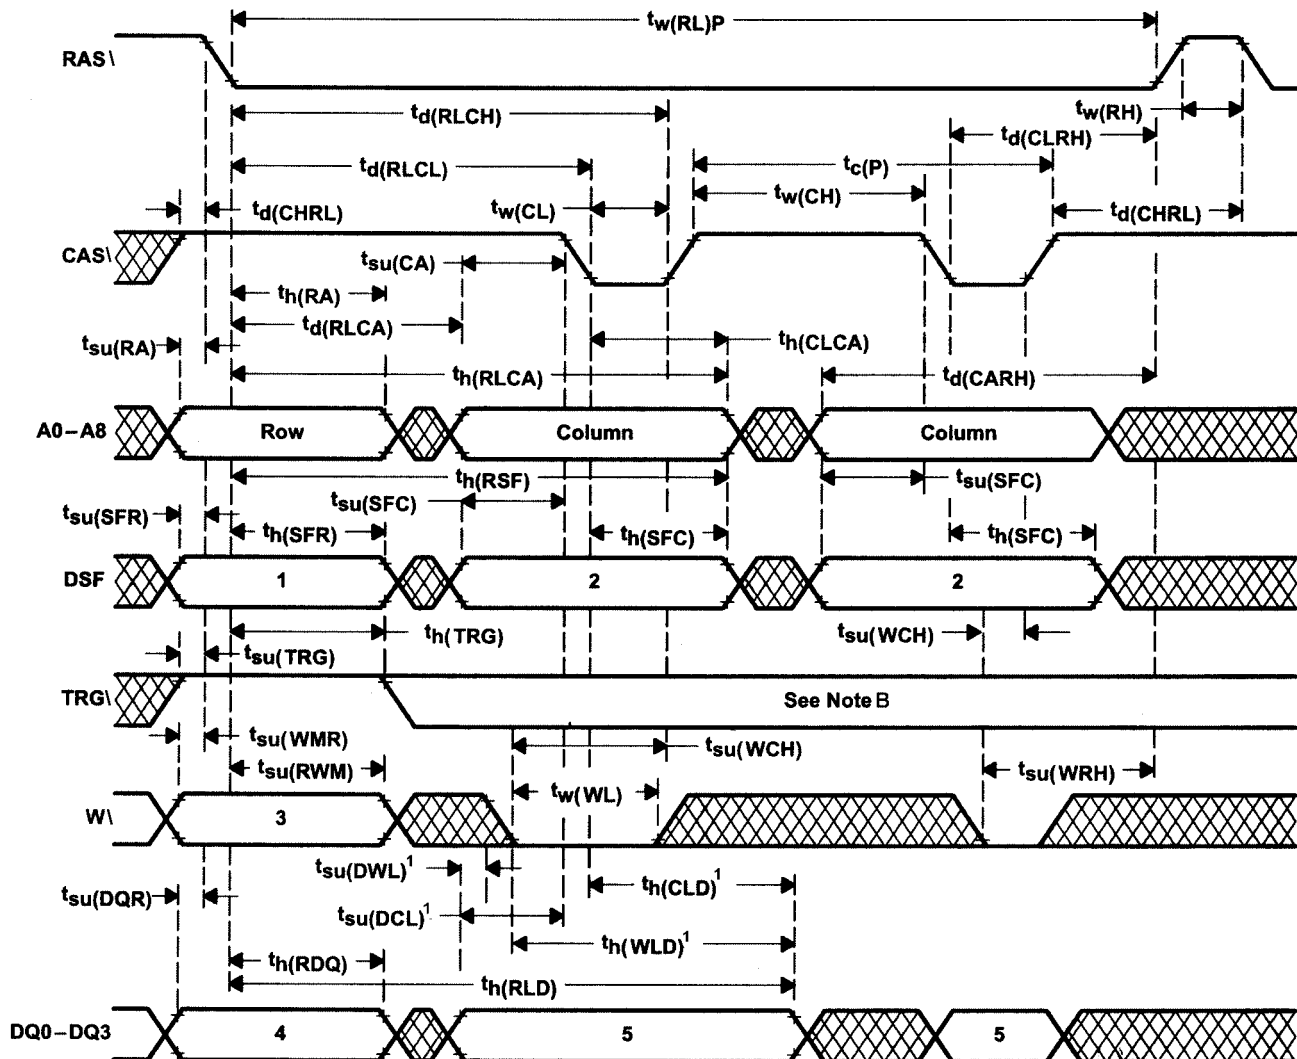 tw(RL)P
RAS\
td(RLCH)
tw(RH)
td(CLRH)
td(RLCL)
tc(P)
tw(CH)
td(CHRL)
tw(CL)
td(CHRL)
CAS\
tsu(CA)
th(RA)
td(RLCA)
tsu(RA)
th(CLCA)
th(RLCA)
td(CARH)
A0–A8
Row
Column
Column
th(RSF)
tsu(SFC)
tsu(SFC)
tsu(SFR)
th(SFR)
th(SFC)
th(SFC)
DSF
1
2
2
th(TRG)
tsu(WCH)
tsu(TRG)
TRG\
See Note B
tsu(WMR)
tsu(WCH)
tsu(RWM)
tw(WL)
tsu(WRH)
W\
3
tsu(DWL)1
th(CLD)1
tsu(DQR)
tsu(DCL)1
th(WLD)1
th(RDQ)
th(RLD)
DQ0–DQ3
4
5
5